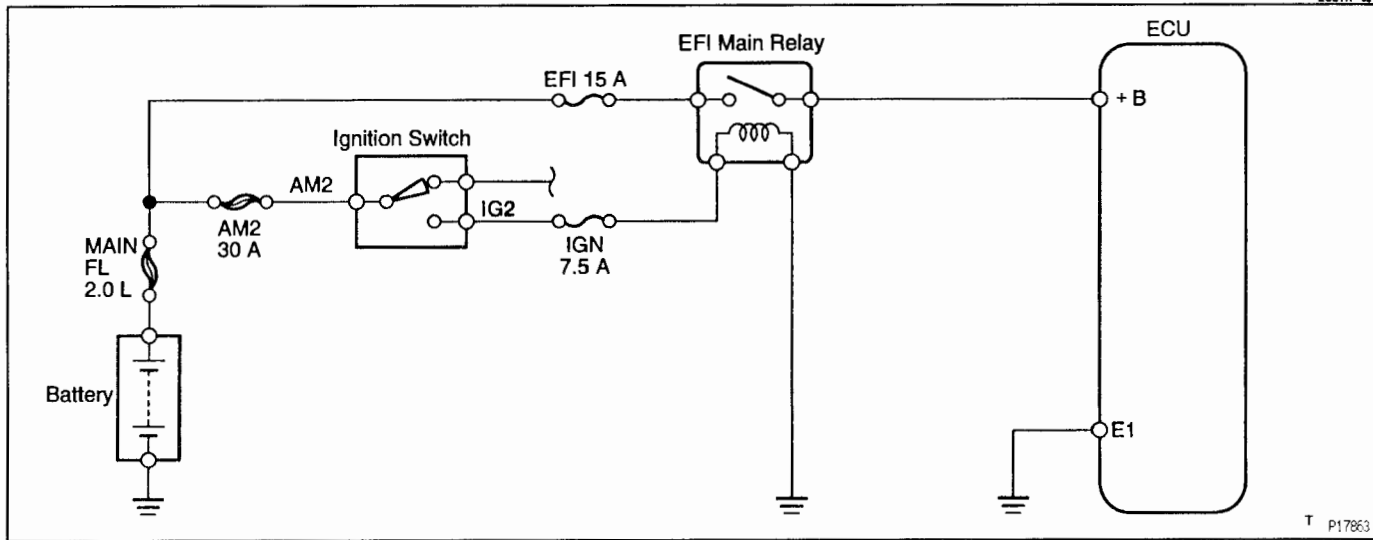 ECU
EFI Main Relay
EFI 15 A
+ B
Ignition Switch
AM2
IG2
AM2
30 A
IGN
7.5 A
MAIN
FL
2.0 L
Battery
E1
T P17863